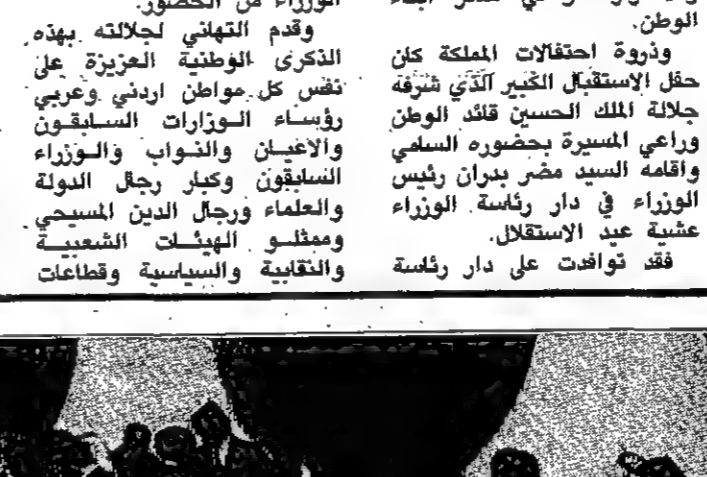 الوطن.
وذروة احتفالات المملكة كان
حفل الاستقبال الكبير الذي شرفه
جلالة الملك الحسين قائد الوطن
وراعي المسيرة بحضوره السامي
واقامه السيد مضر بدران رئيس
الوزراء في دار رئاسة الوزراء
عشية عيد الاستقلال.
فقد توافدت على دار رئاسة
الوزراء من الحضور.
وقدم التهاني لجلالته بهذه
الذكرى الوطنية العزيزة على
نفس كل مواطن اردني وعربي
رؤساء الوزارات السابقون
والاعيان والنواب والوزراء
السابقون وكبار رجال الدولة
والعلماء ورجال الدين المسيحي
وممثلو الهيئات الشعبية
والنقابية والسياسية وقطاعات